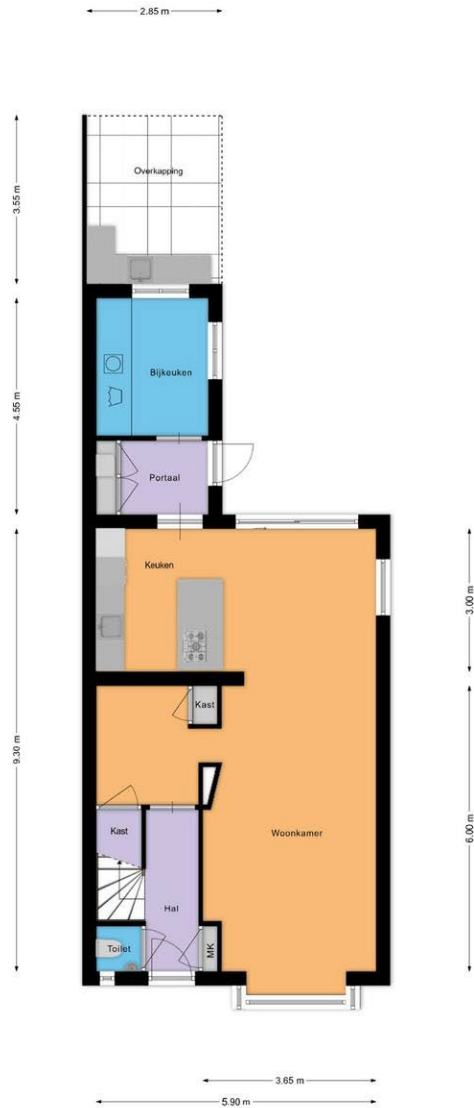 2.85 m
3.55 m
Overkapping
4.55 m
Bijkeuken
Portaal
Keuken
3.00 m
9.30 m
Kast
6.00 m
Kast
Woonkamer
Hal
Toilet
MK
3.65 m
5.90 m